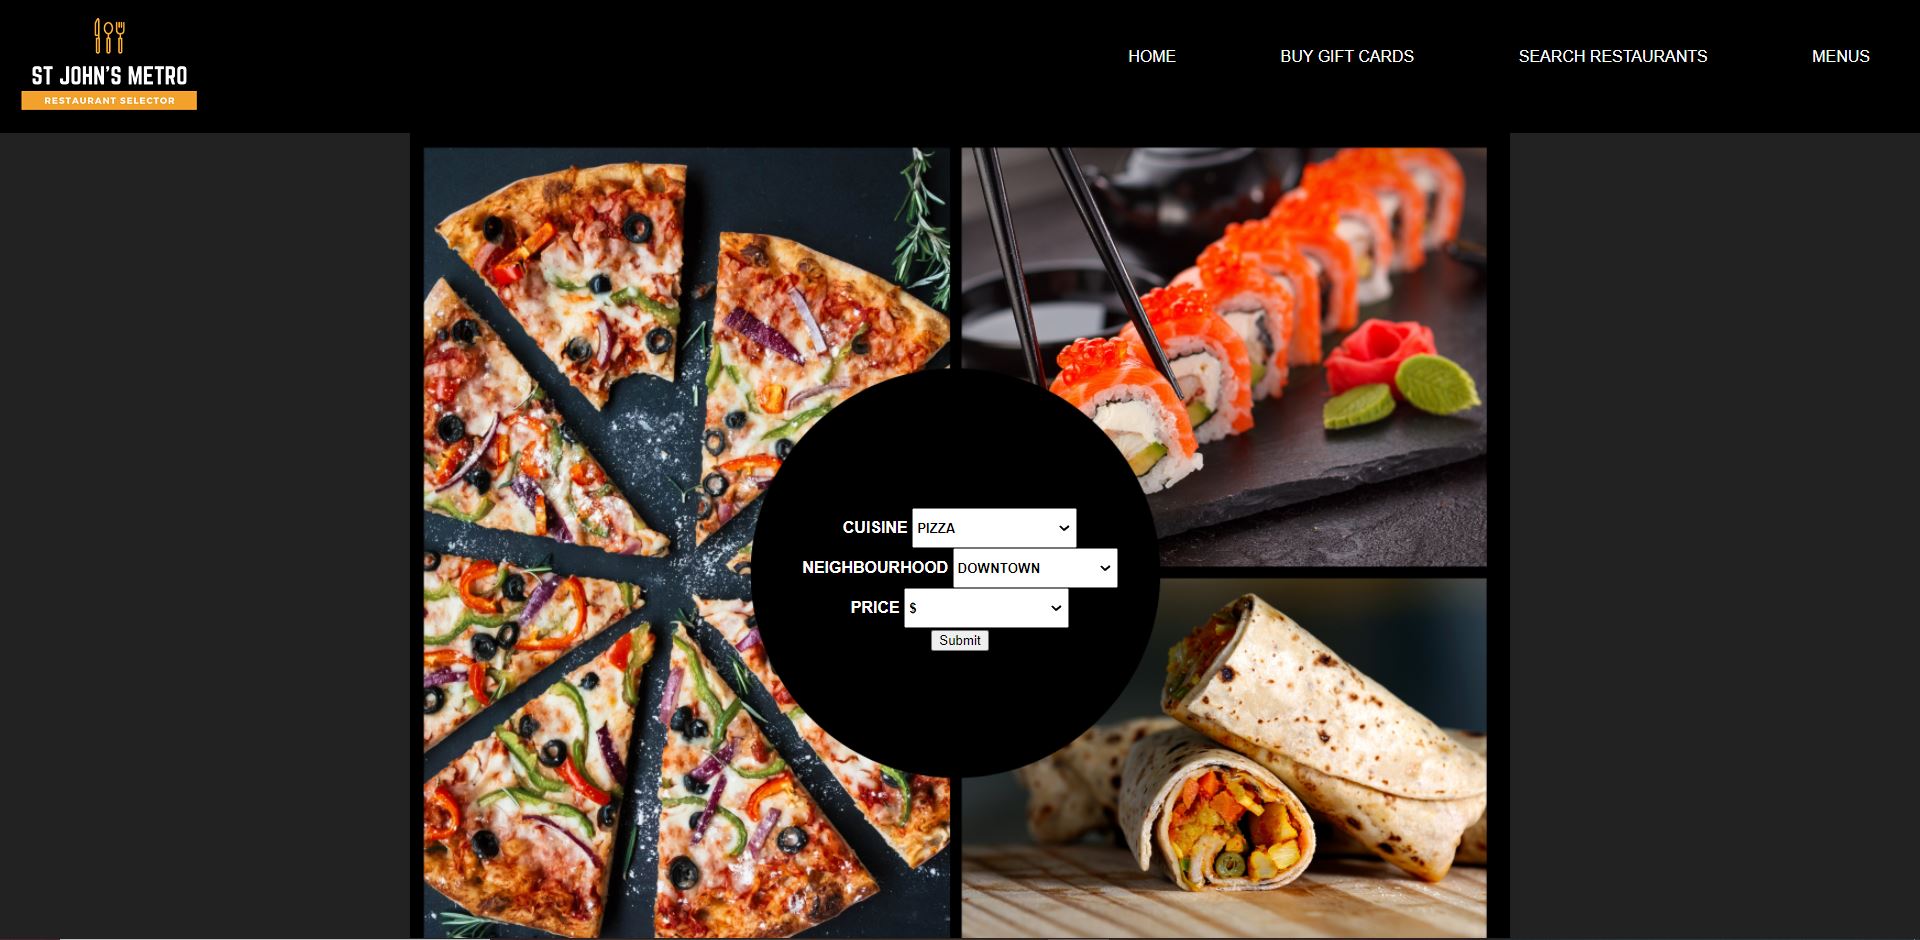 ST JOHN'S METRO
RESTAURANT SELECTOR
HOME BUY GIFT CARDS SEARCH RESTAURANTS MENUS
CUISINE PIZZA
NEIGHBOURHOOD DOWNTOWN
PRICE $
Submit